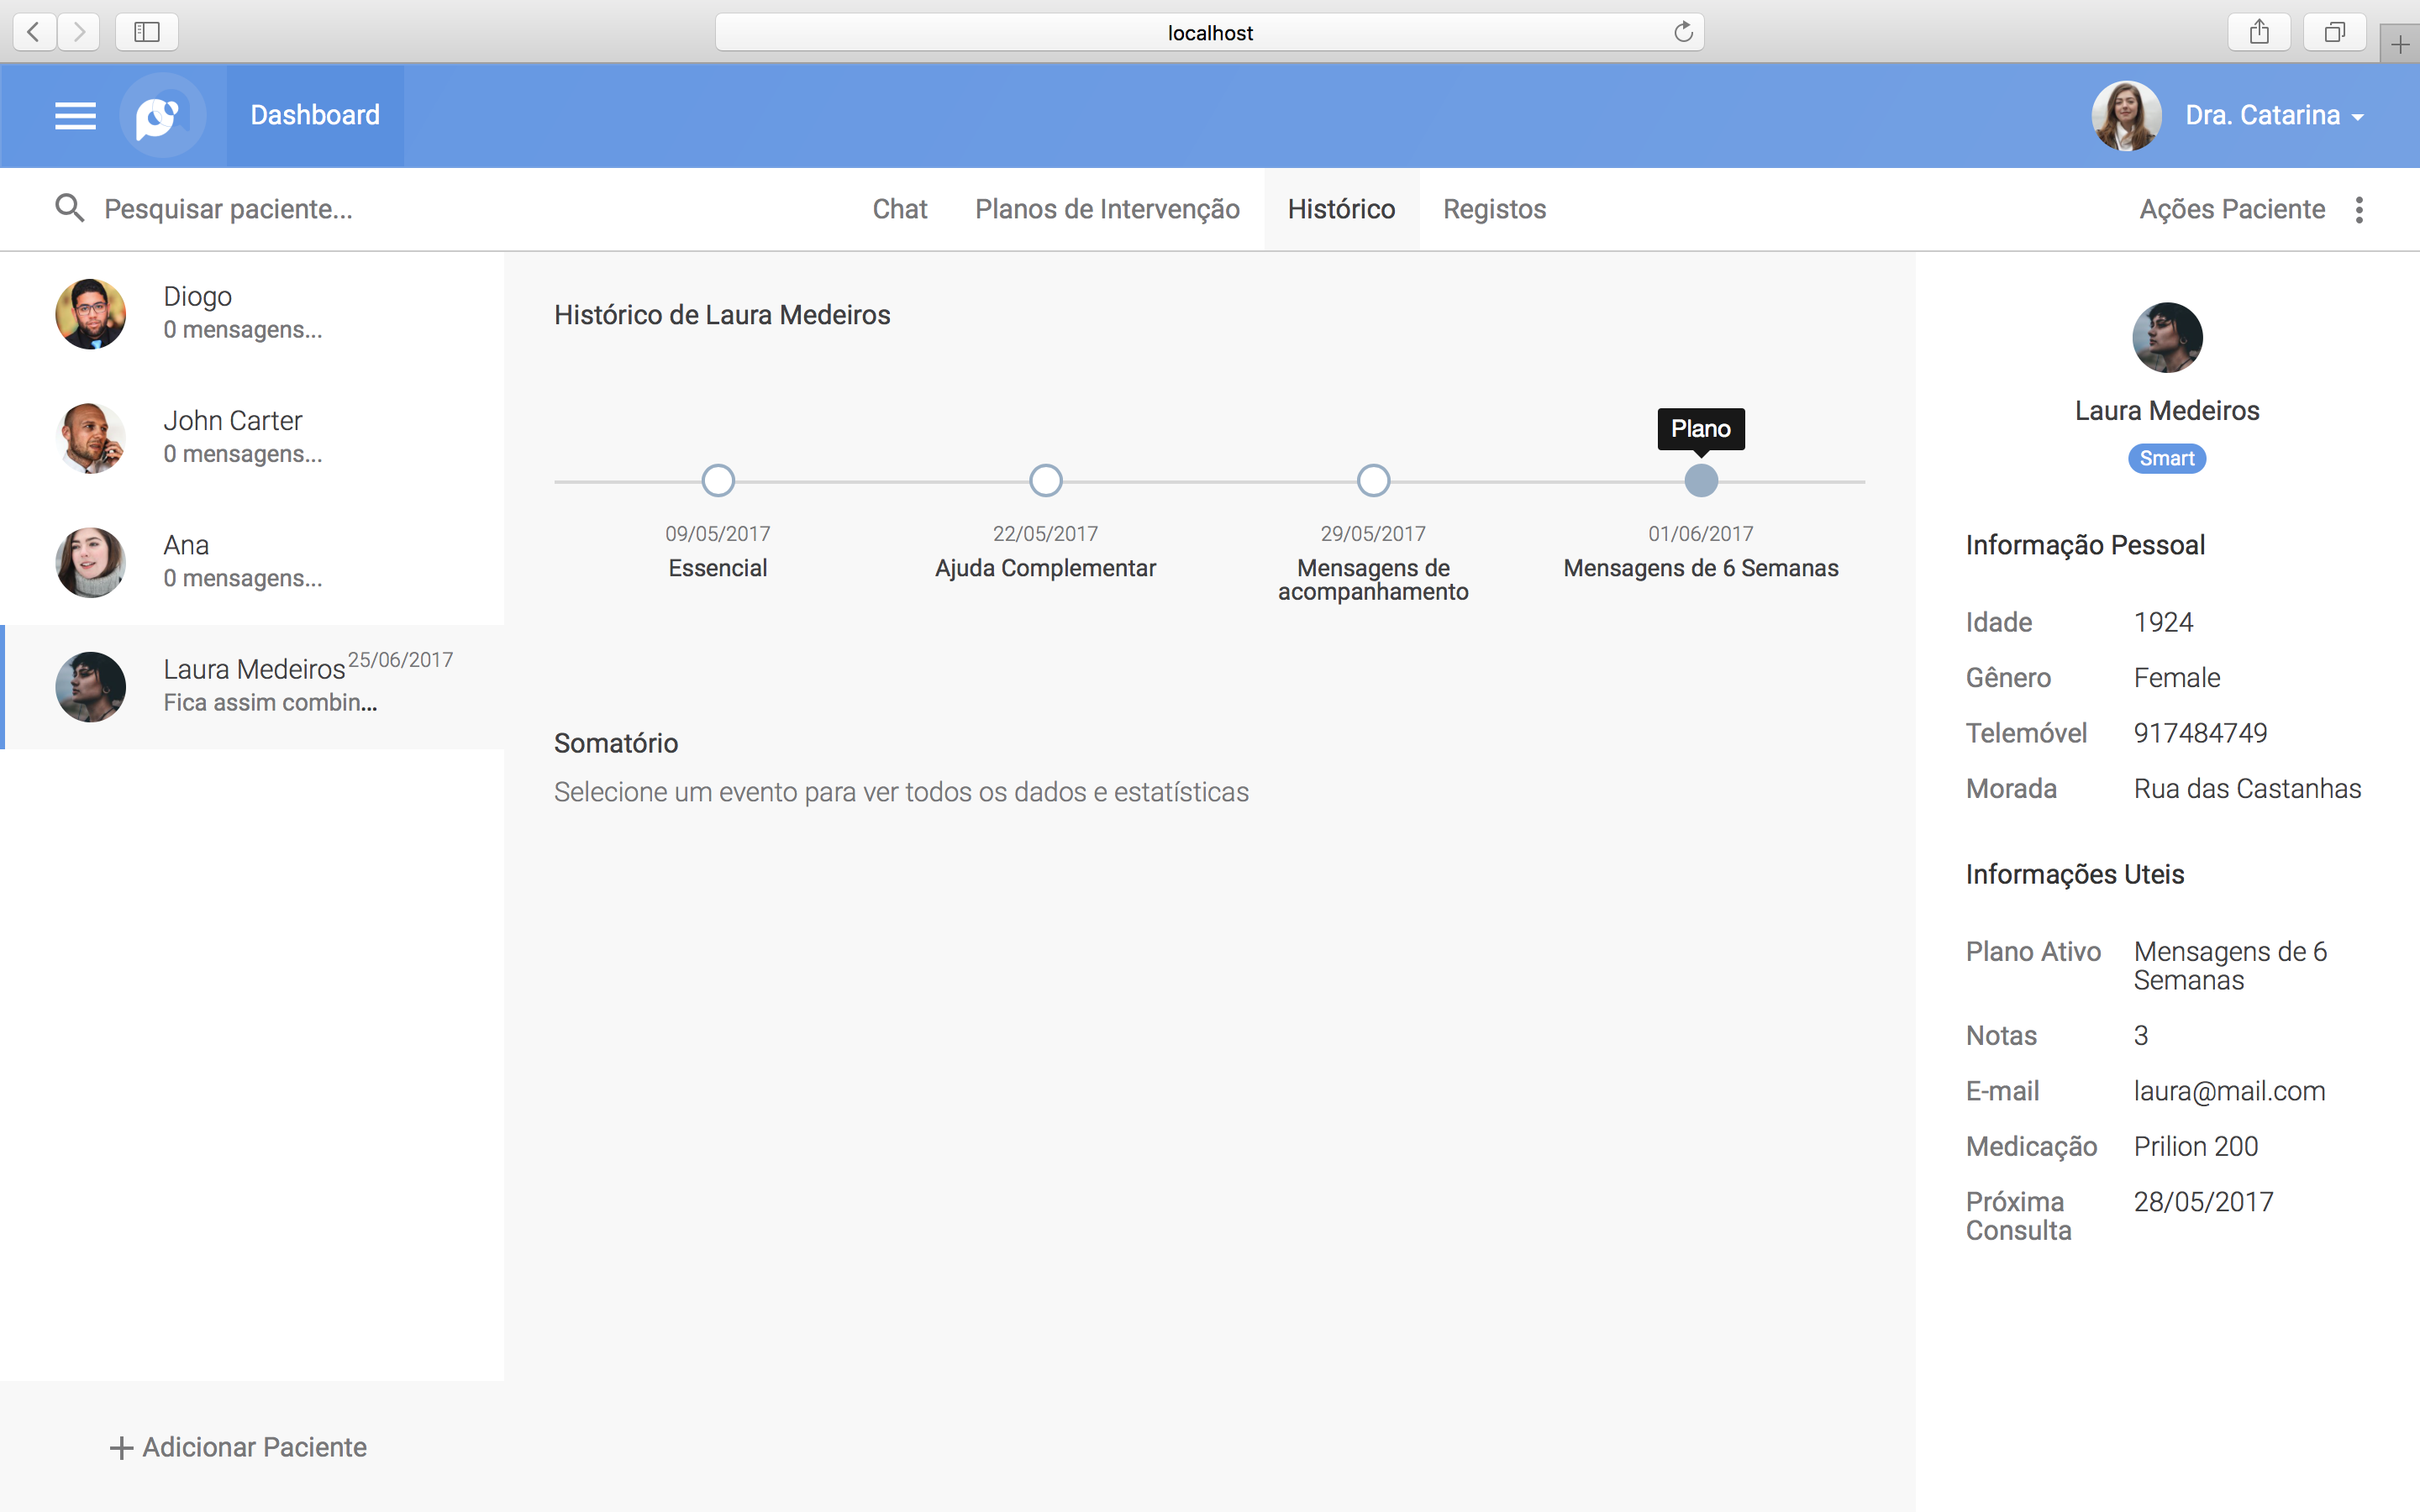 localhost
Dashboard
Dra. Catarina
Pesquisar paciente...
Chat
Planos de Intervenção
Histórico
Registos
Ações Paciente
Diogo
0 mensagens...
John Carter
0 mensagens...
Ana
0 mensagens...
Laura Medeiros
25/06/2017
Fica assim combin...
Adicionar Paciente
Histórico de Laura Medeiros
Plano
09/05/2017
Essencial
22/05/2017
Ajuda Complementar
29/05/2017
Mensagens de
acompanhamento
01/06/2017
Mensagens de 6 Semanas
Somatório
Selecione um evento para ver todos os dados e estatísticas
Laura Medeiros
Smart
Informação Pessoal
Idade 1924
Gênero Female
Telemóvel 917484749
Morada Rua das Castanhas
Informações Uteis
Plano Ativo Mensagens de 6
Semanas
Notas 3
E-mail laura@mail.com
Medicação Prilion 200
Próxima 28/05/2017
Consulta